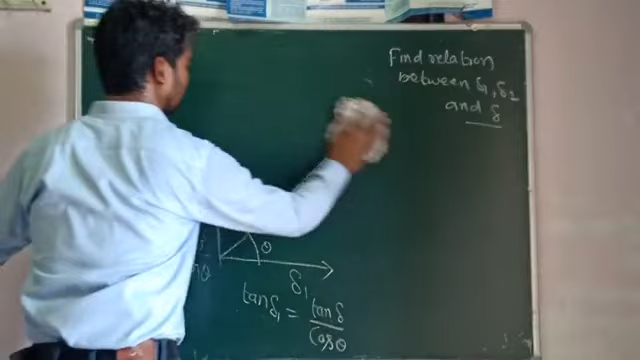 Find relation
between δ1, δ2
and δ
θ
δ1
tanδ1 = tanδ / Cosθ